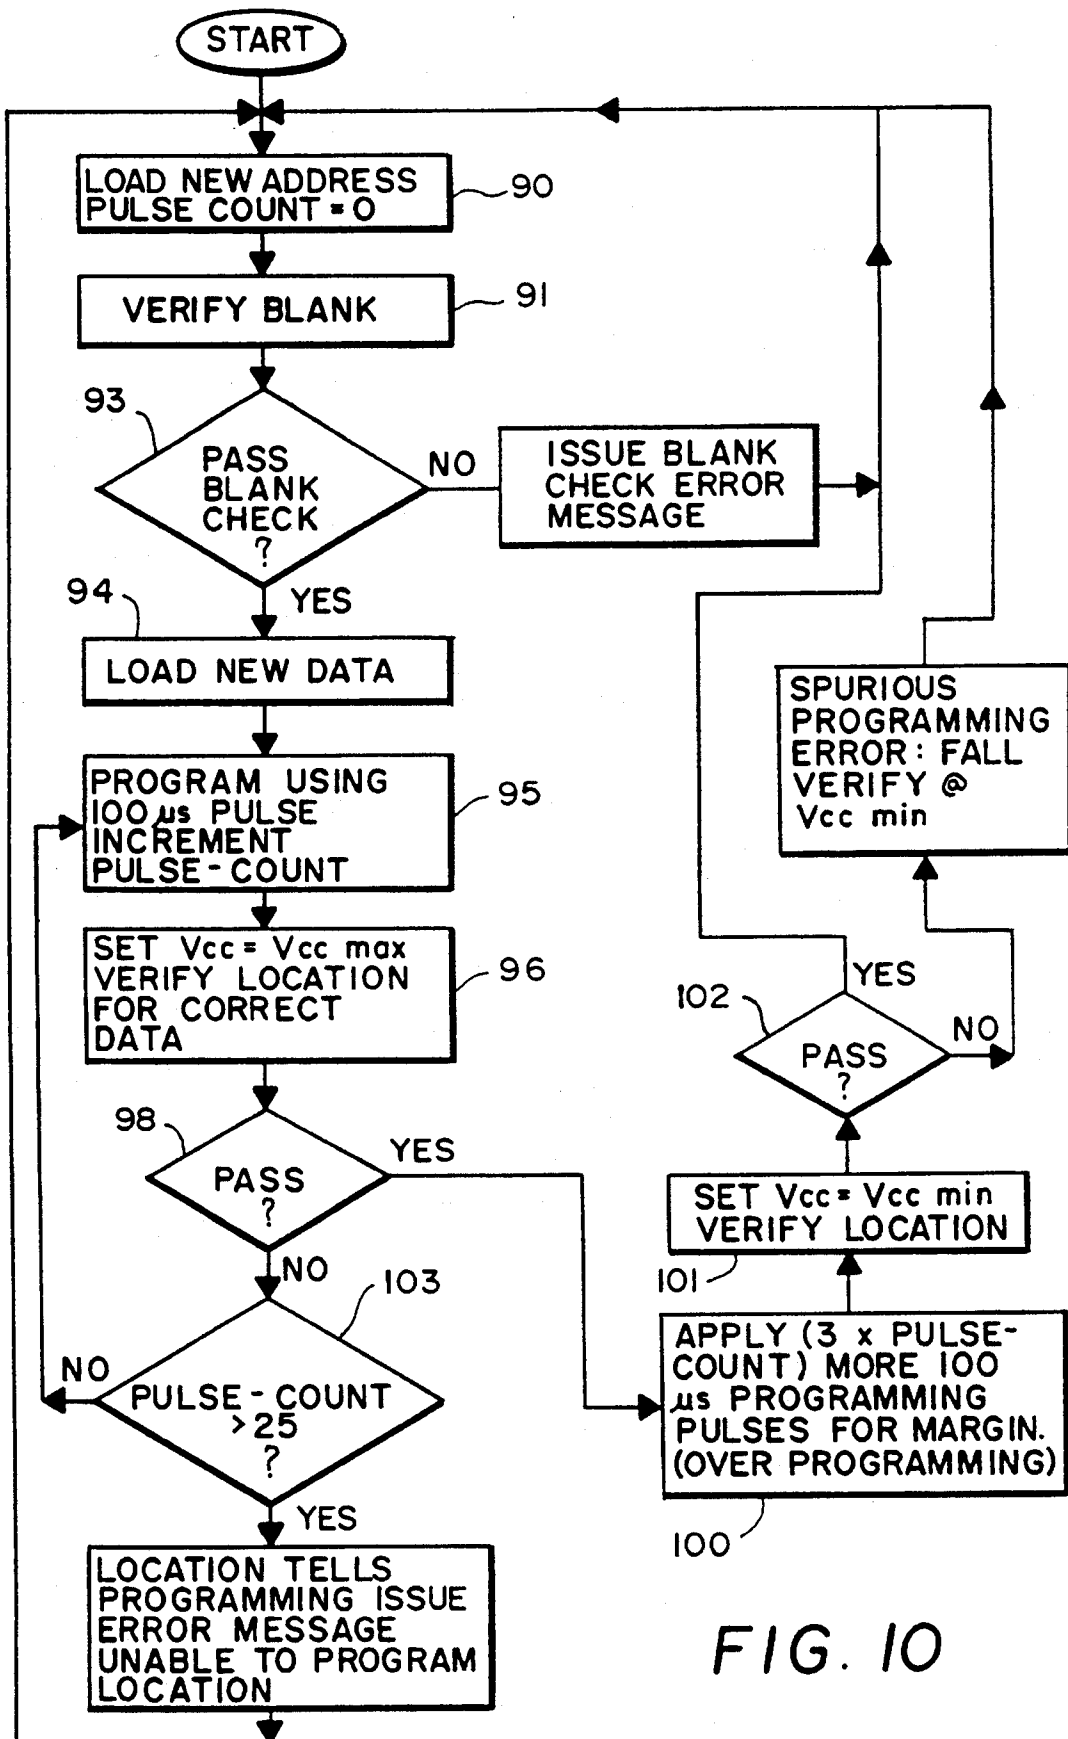 START
LOAD NEW ADDRESS
PULSE COUNT = 0
90
VERIFY BLANK
91
93
PASS
BLANK
CHECK
?
NO
ISSUE BLANK
CHECK ERROR
MESSAGE
YES
94
LOAD NEW DATA
PROGRAM USING
100 µs PULSE
INCREMENT
PULSE-COUNT
95
SET Vcc = Vcc max
VERIFY LOCATION
FOR CORRECT
DATA
96
98
PASS
?
YES
NO
103
PULSE-COUNT
>25
?
NO
YES
LOCATION TELLS
PROGRAMMING ISSUE
ERROR MESSAGE
UNABLE TO PROGRAM
LOCATION
SPURIOUS
PROGRAMMING
ERROR: FALL
VERIFY @
Vcc min
YES
102
NO
PASS
?
SET Vcc = Vcc min
VERIFY LOCATION
101
APPLY (3 x PULSE-
COUNT) MORE 100
µs PROGRAMMING
PULSES FOR MARGIN.
(OVER PROGRAMMING)
100
FIG. 10